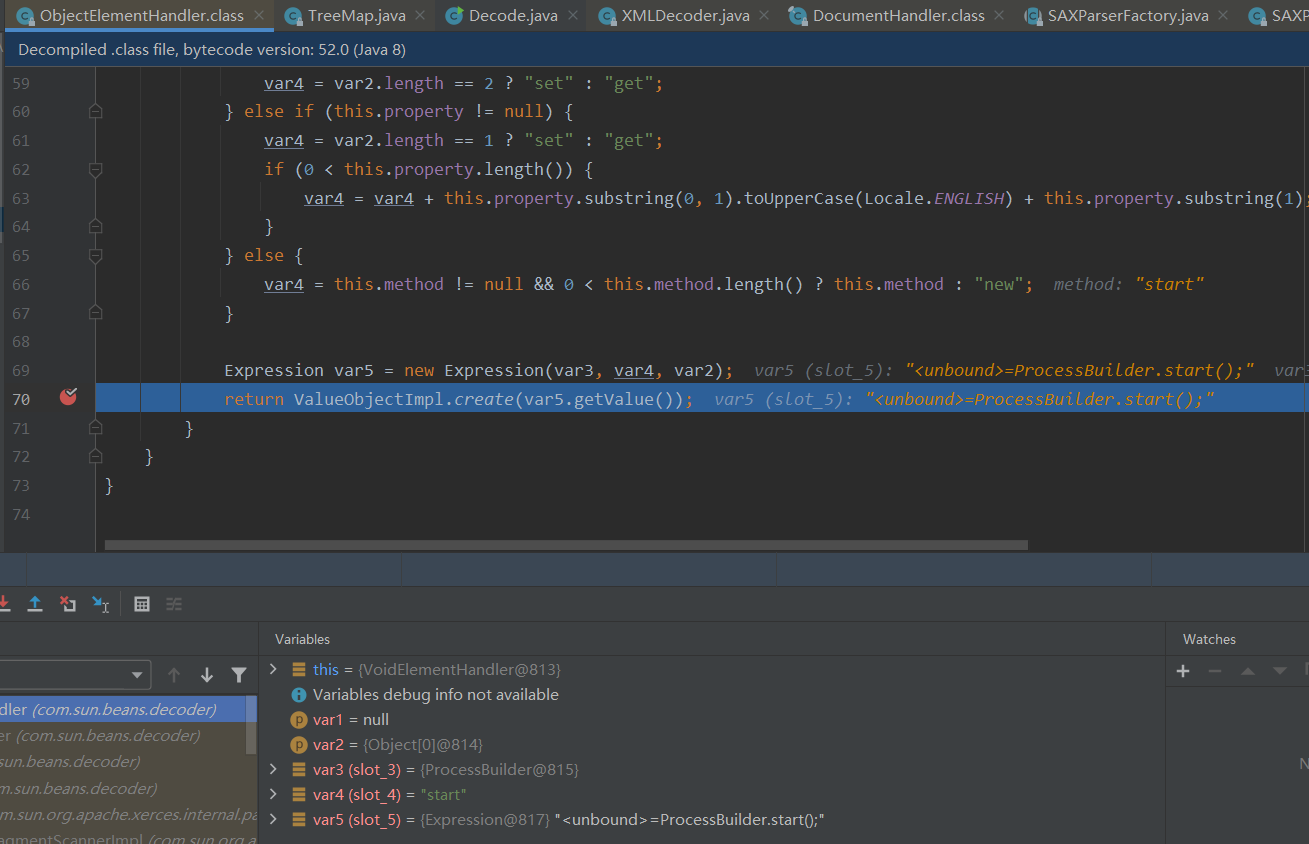 ObjectElementHandler.class × TreeMap.java × Decode.java × XMLDecoder.java × DocumentHandler.class × SAXParserFactory.java × SAXP
Decompiled .class file, bytecode version: 52.0 (Java 8)
59 var4 = var2.length == 2 ? "set" : "get";
60 } else if (this.property != null) {
61 var4 = var2.length == 1 ? "set" : "get";
62 if (0 < this.property.length()) {
63 var4 = var4 + this.property.substring(0, 1).toUpperCase(Locale.ENGLISH) + this.property.substring(1);
64 }
65 } else {
66 var4 = this.method != null && 0 < this.method.length() ? this.method : "new"; method: "start"
67 }
68
69 Expression var5 = new Expression(var3, var4, var2); var5 (slot_5): "<unbound>=ProcessBuilder.start();" var3
70 return ValueObjectImpl.create(var5.getValue()); var5 (slot_5): "<unbound>=ProcessBuilder.start();"
71 }
72 }
73 }
74
Variables
Watches
this = {VoidElementHandler@813}
Variables debug info not available
var1 = null
var2 = {Object[0]@814}
var3 (slot_3) = {ProcessBuilder@815}
var4 (slot_4) = "start"
var5 (slot_5) = {Expression@817} "<unbound>=ProcessBuilder.start();"
dler (com.sun.beans.decoder)
er (com.sun.beans.decoder)
sun.beans.decoder)
m.sun.beans.decoder)
m.sun.org.apache.xerces.internal.pa
agmentScannerImpl (com.sun.org.a